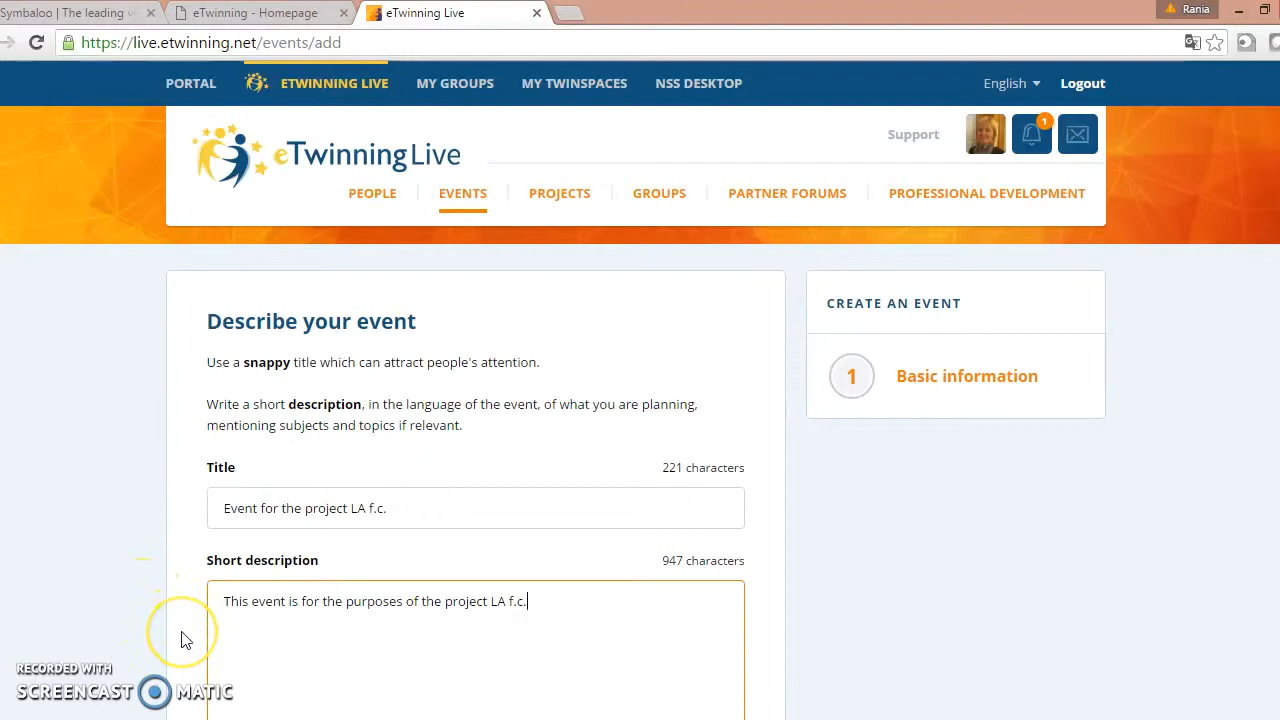 Symbaloo | The leading v
eTwinning - Homepage
eTwinning Live
Rania
https://live.etwinning.net/events/add
PORTAL
ETWINNING LIVE
MY GROUPS
MY TWINSPACES
NSS DESKTOP
English
Logout
eTwinning Live
Support
1
PEOPLE
EVENTS
PROJECTS
GROUPS
PARTNER FORUMS
PROFESSIONAL DEVELOPMENT
Describe your event
Use a snappy title which can attract people's attention.
Write a short description, in the language of the event, of what you are planning,
mentioning subjects and topics if relevant.
Title
221 characters
Event for the project LA f.c.
Short description
947 characters
This event is for the purposes of the project LA f.c.
CREATE AN EVENT
1
Basic information
RECORDED WITH
SCREENCAST MATIC